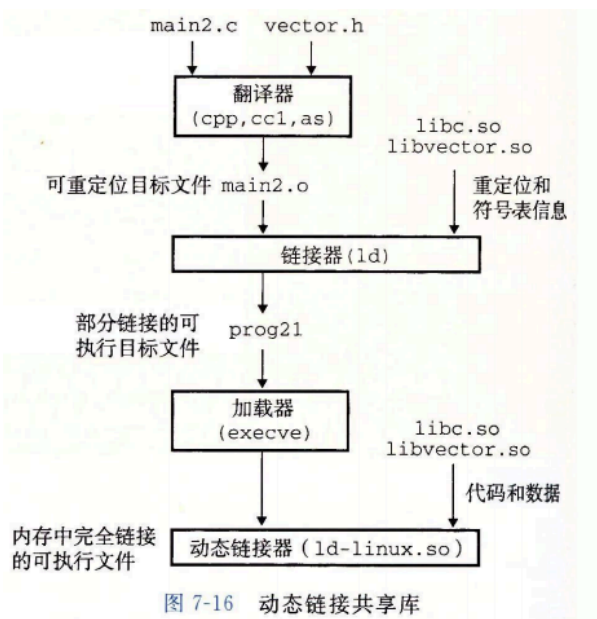 main2.c vector.h
翻译器
(cpp,cc1,as)
libc.so
libvector.so
可重定位目标文件 main2.o
重定位和
符号表信息
链接器(ld)
部分链接的可
执行目标文件
prog21
加载器
(execve)
libc.so
libvector.so
代码和数据
内存中完全链接
的可执行文件
动态链接器(ld-linux.so)
图 7-16 动态链接共享库